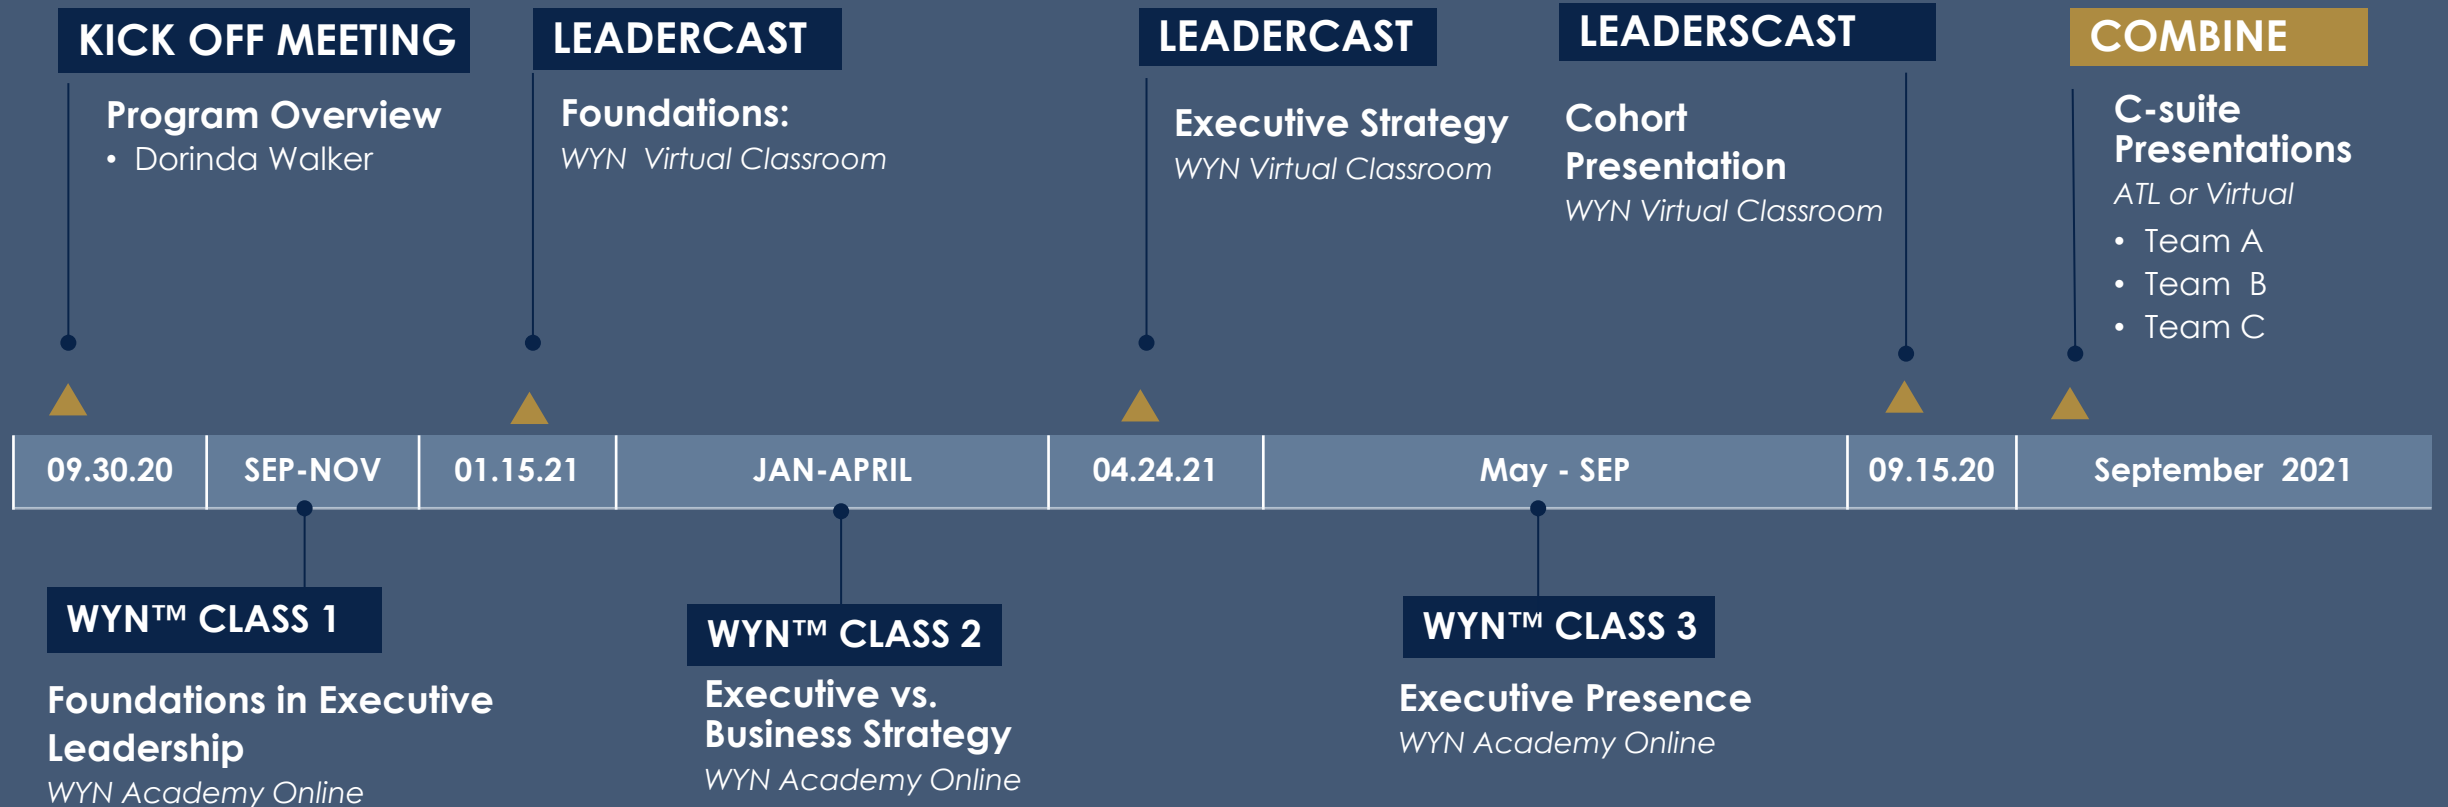 KICK OFF MEETING
Program Overview
• Dorinda Walker
LEADERCAST
Foundations:
WYN Virtual Classroom
LEADERCAST
Executive Strategy
WYN Virtual Classroom
LEADERSCAST
Cohort
Presentation
WYN Virtual Classroom
COMBINE
C-suite
Presentations
ATL or Virtual
• Team A
• Team B
• Team C
09.30.20
SEP-NOV
01.15.21
JAN-APRIL
04.24.21
May - SEP
09.15.20
September 2021
WYN™ CLASS 1
Foundations in Executive
Leadership
WYN Academy Online
WYN™ CLASS 2
Executive vs.
Business Strategy
WYN Academy Online
WYN™ CLASS 3
Executive Presence
WYN Academy Online